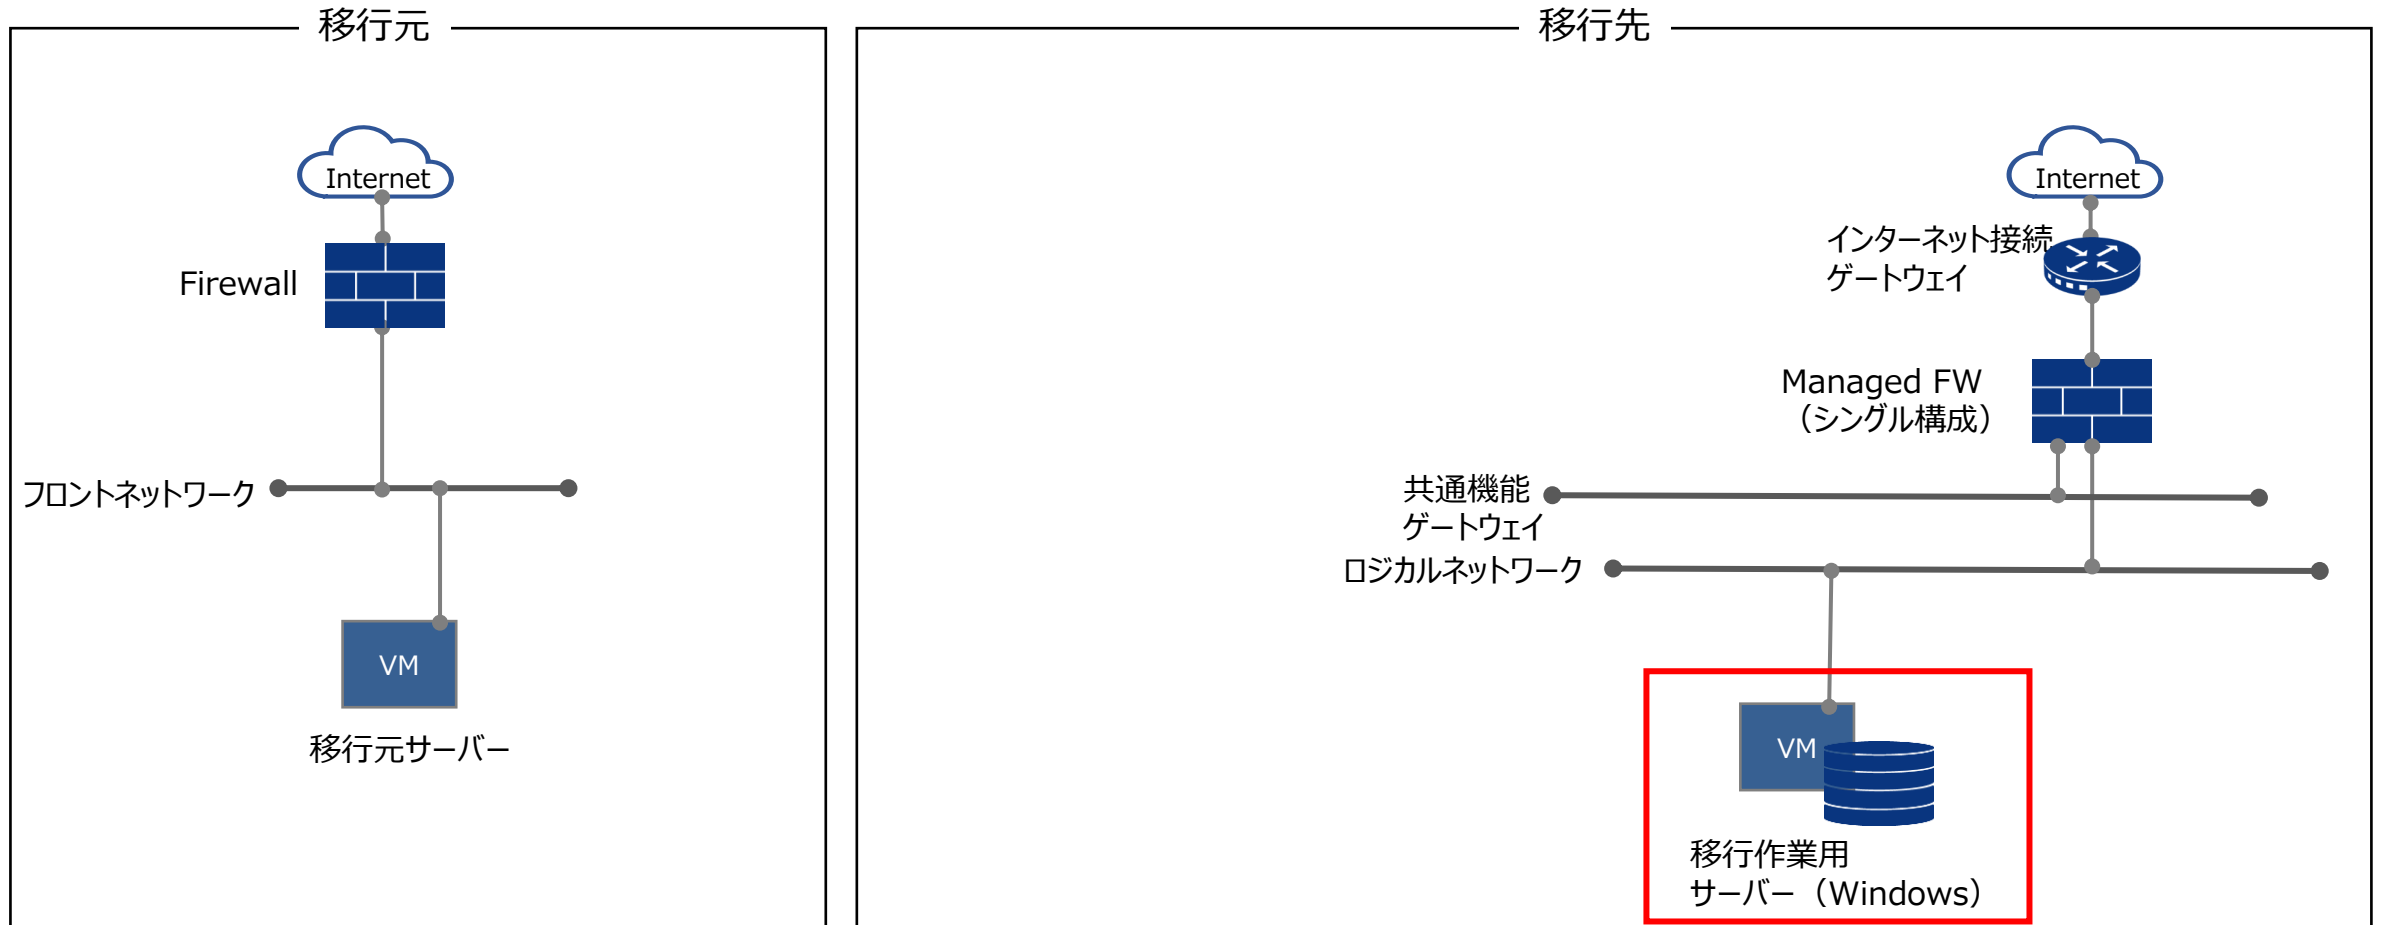 移行元
Internet
Firewall
フロントネットワーク
VM
移行元サーバー
移行先
Internet
インターネット接続
ゲートウェイ
Managed FW
（シングル構成）
共通機能
ゲートウェイ
ロジカルネットワーク
VM
移行作業用
サーバー（Windows）